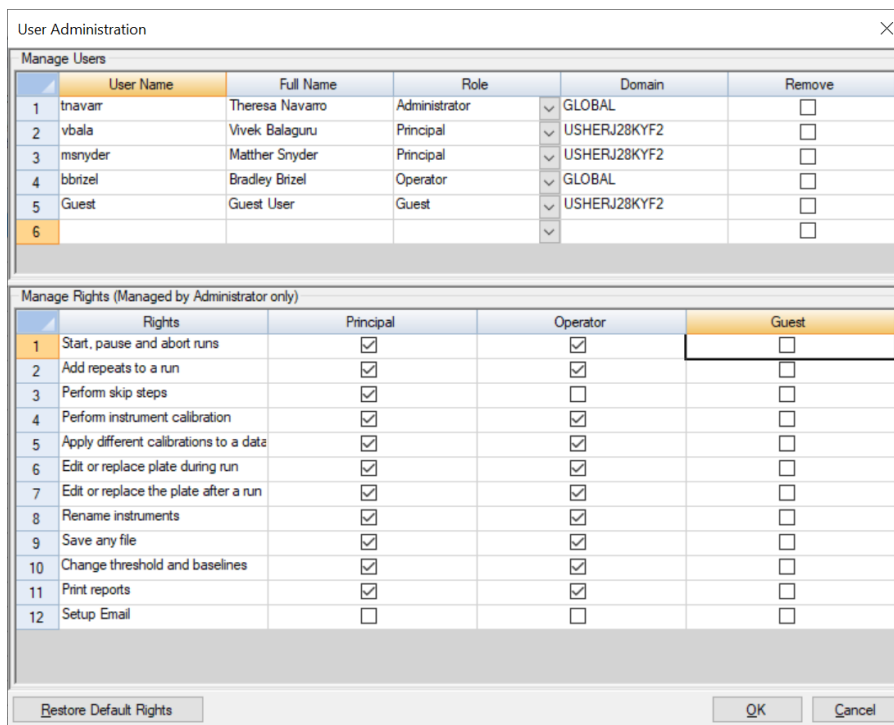 User Administration
Manage Users
User Name Full Name Role Domain Remove
1 tnavarr Theresa Navarro Administrator GLOBAL
2 vbala Vivek Balaguru Principal USHERJ28KYF2
3 msnyder Matther Snyder Principal USHERJ28KYF2
4 bbrizel Bradley Brizel Operator GLOBAL
5 Guest Guest User Guest USHERJ28KYF2
6
Manage Rights (Managed by Administrator only)
Rights Principal Operator Guest
1 Start, pause and abort runs
2 Add repeats to a run
3 Perform skip steps
4 Perform instrument calibration
5 Apply different calibrations to a data
6 Edit or replace plate during run
7 Edit or replace the plate after a run
8 Rename instruments
9 Save any file
10 Change threshold and baselines
11 Print reports
12 Setup Email
Restore Default Rights OK Cancel